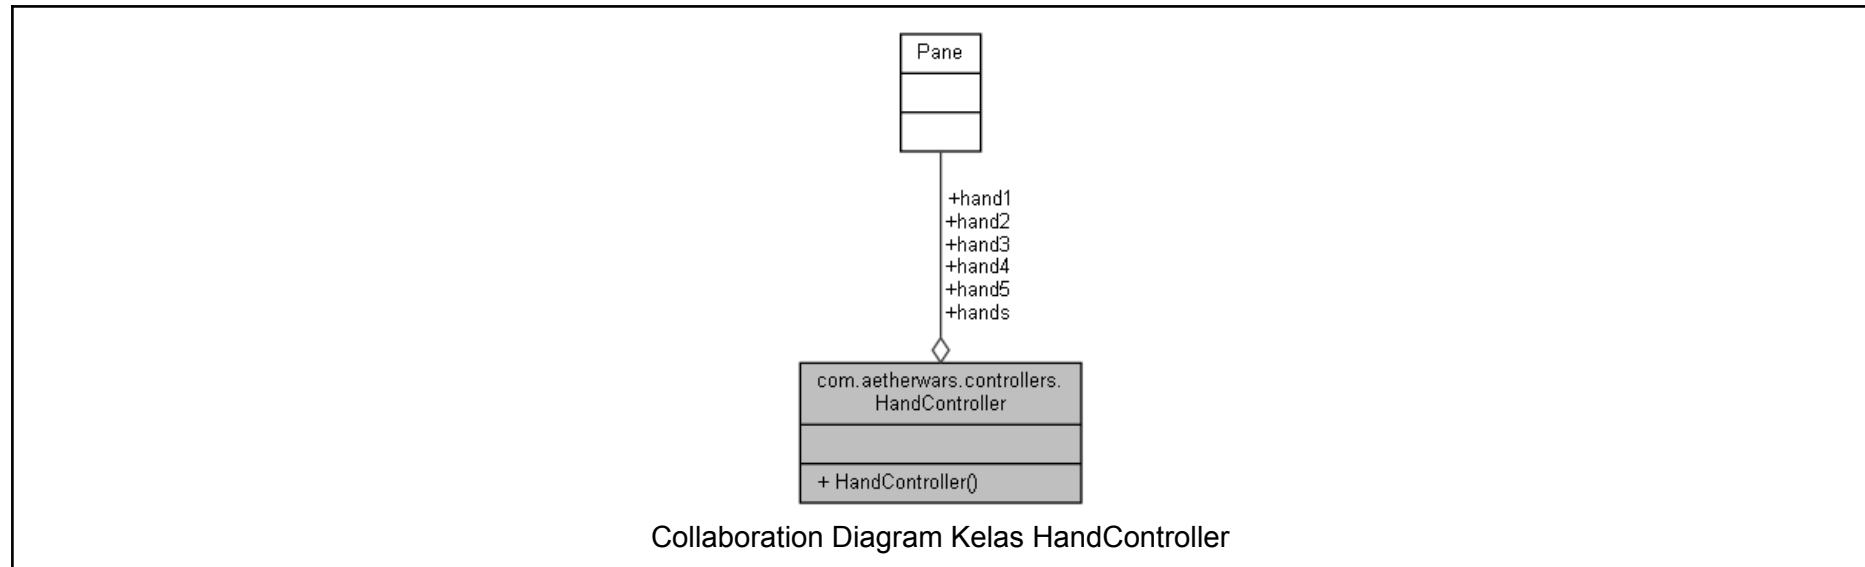 Pane
+hand1
+hand2
+hand3
+hand4
+hand5
+hands
com.aetherwars.controllers.
HandController
+ HandController()
Collaboration Diagram Kelas HandController